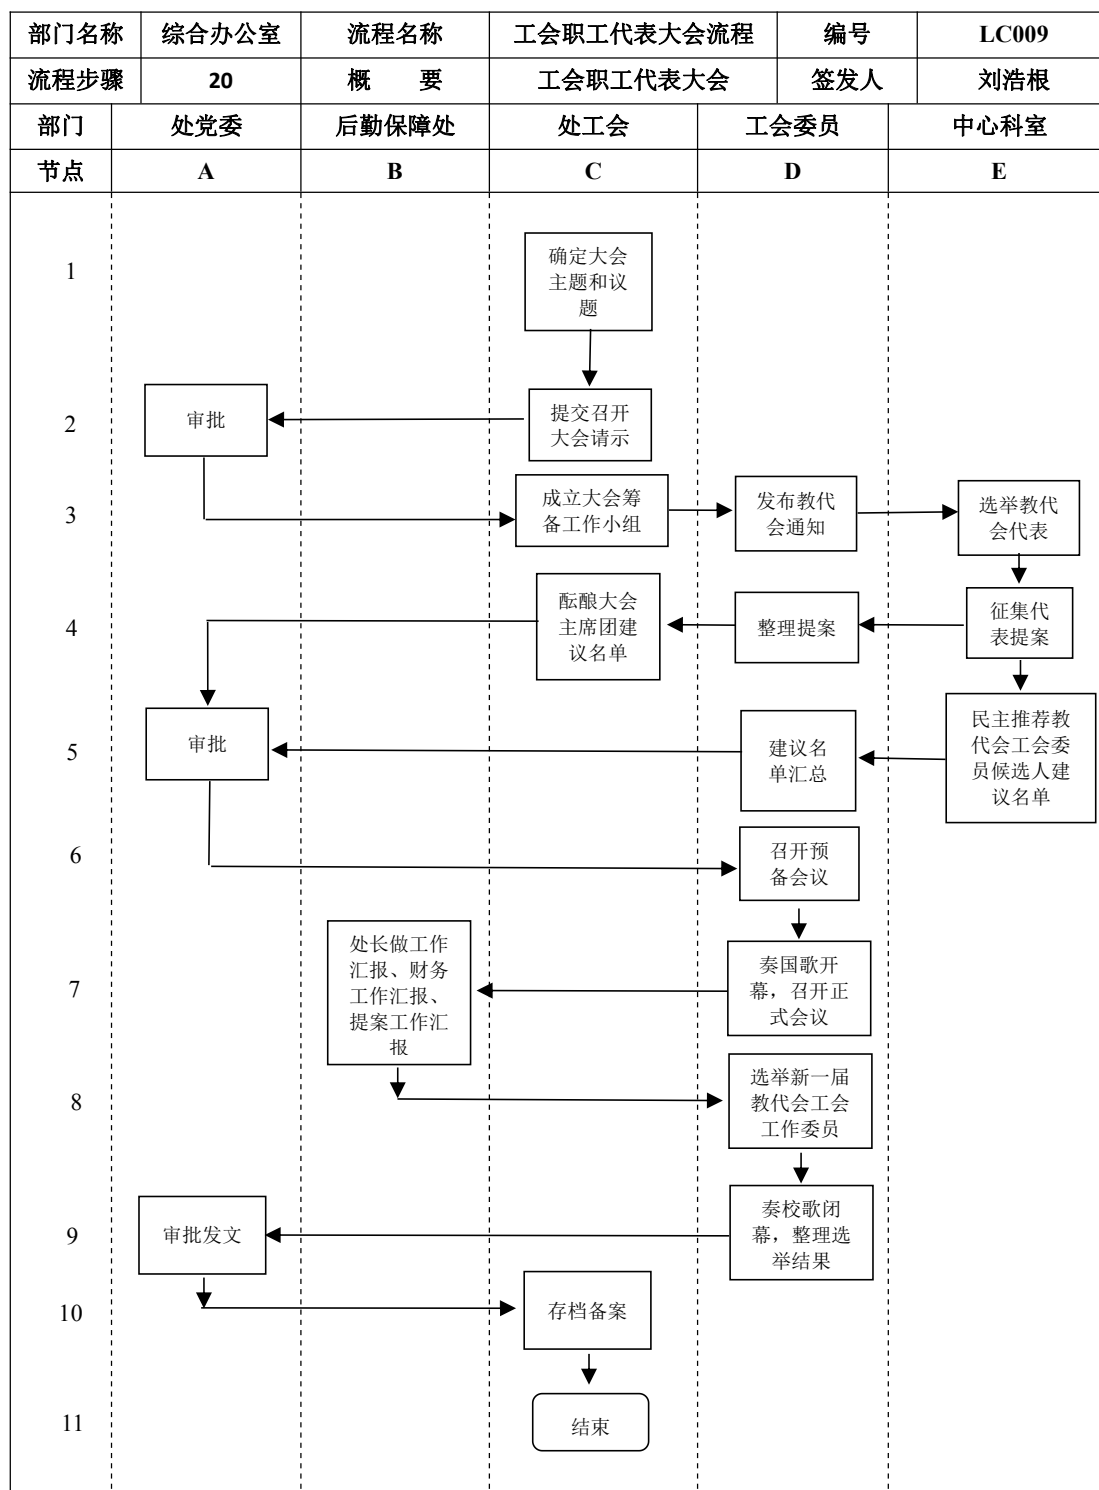 部门名称 综合办公室 流程名称 工会职工代表大会流程 编号 LC009
流程步骤 20 概 要 工会职工代表大会 签发人 刘浩根
部门 处党委 后勤保障处 处工会 工会委员 中心科室
节点 A B C D E
1
确定大会
主题和议
题
2
审批
提交召开
大会请示
3
成立大会筹
备工作小组
发布教代
会通知
选举教代
会代表
4
酝酿大会
主席团建
议名单
整理提案
征集代
表提案
5
审批
建议名
单汇总
民主推荐教
代会工会委
员候选人建
议名单
6
召开预
备会议
7
处长做工作
汇报、财务
工作汇报、
提案工作汇
报
奏国歌开
幕，召开正
式会议
8
选举新一届
教代会工会
工作委员
9
审批发文
奏校歌闭
幕，整理选
举结果
10
存档备案
11
结束